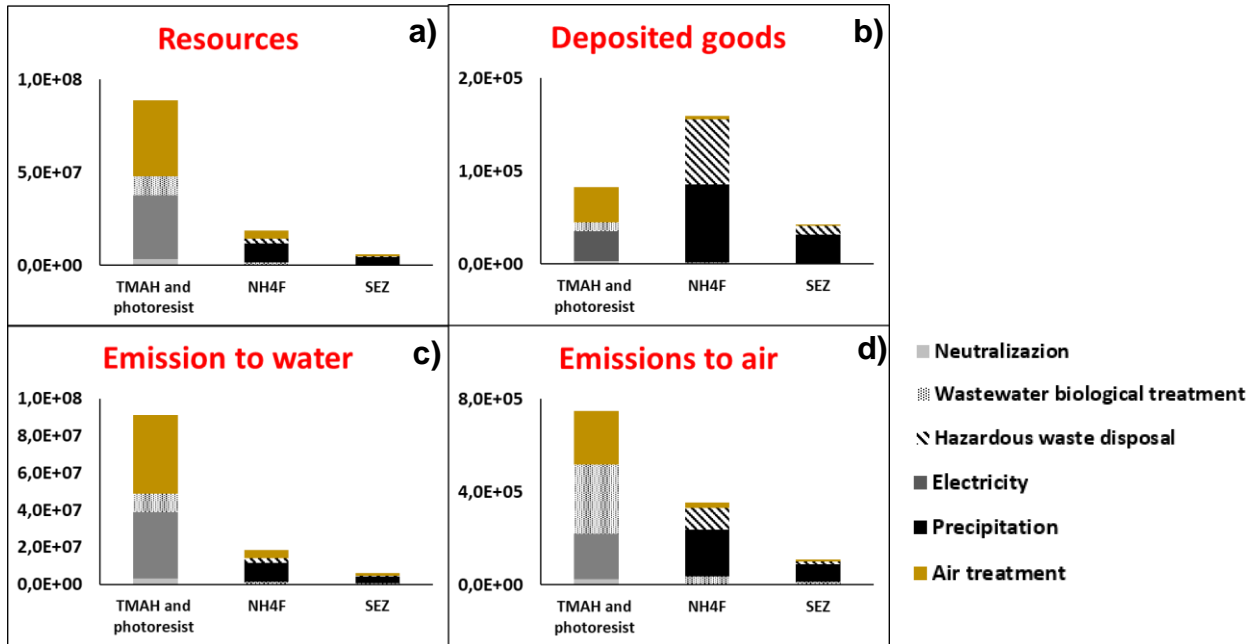 Resources
a)
1,0E+08
5,0E+07
0,0E+00
TMAH and
photoresist
NH4F
SEZ
Deposited goods
b)
2,0E+05
1,0E+05
0,0E+00
TMAH and
photoresist
NH4F
SEZ
Emission to water
c)
1,0E+08
8,0E+07
6,0E+07
4,0E+07
2,0E+07
0,0E+00
TMAH and
photoresist
NH4F
SEZ
Emissions to air
d)
8,0E+05
4,0E+05
0,0E+00
TMAH and
photoresist
NH4F
SEZ
Neutralizazion
Wastewater biological treatment
Hazardous waste disposal
Electricity
Precipitation
Air treatment